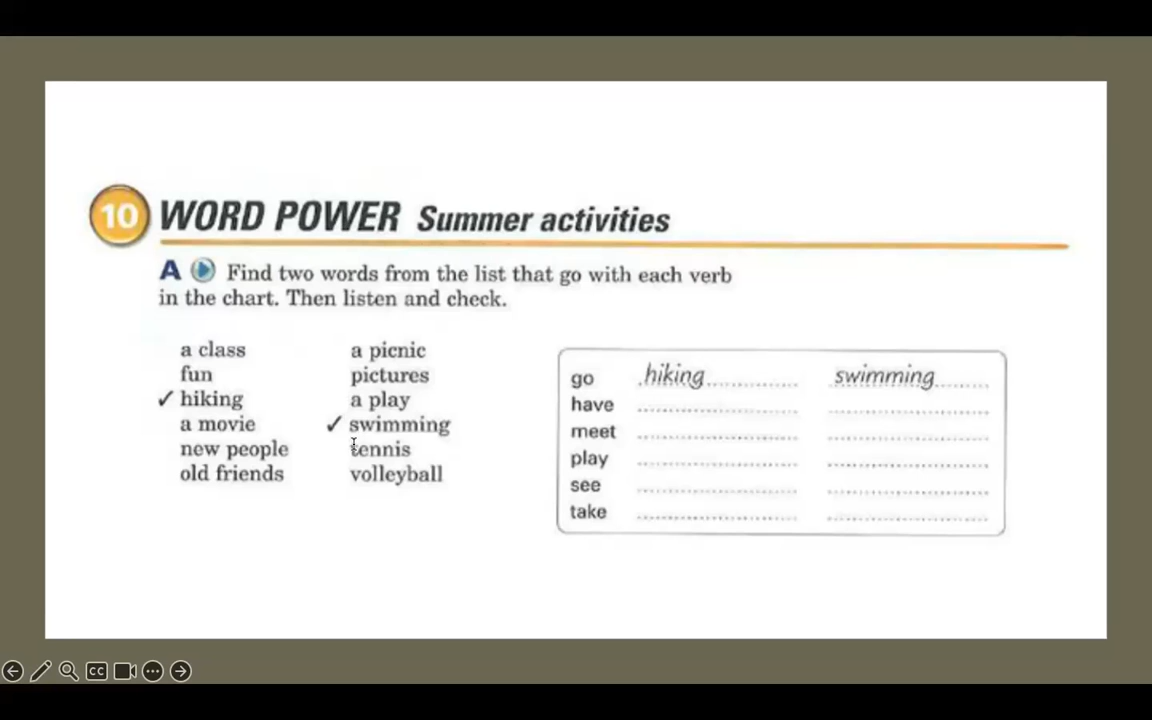 10 WORD POWER Summer activities
A Find two words from the list that go with each verb
in the chart. Then listen and check.
a class
fun
✓ hiking
a movie
new people
old friends
a picnic
pictures
a play
✓ swimming
tennis
volleyball
go hiking swimming
have
meet
play
see
take
CC